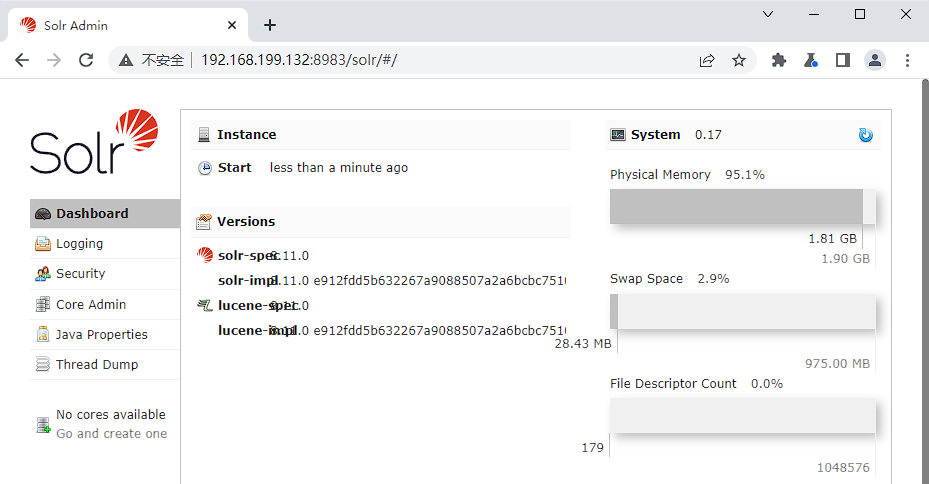 Solr Admin
不安全 192.168.199.132:8983/solr/#/
Solr
Dashboard
Logging
Security
Core Admin
Java Properties
Thread Dump
No cores available
Go and create one
Instance
Start less than a minute ago
Versions
solr-spec 8.11.0
solr-impl 8.11.0 e912fdd5b632267a9088507a2a6bcbc751
lucene-spec 8.11.0
lucene-impl 8.11.0 e912fdd5b632267a9088507a2a6bcbc751
System 0.17
Physical Memory 95.1%
1.81 GB
1.90 GB
Swap Space 2.9%
28.43 MB
975.00 MB
File Descriptor Count 0.0%
179
1048576